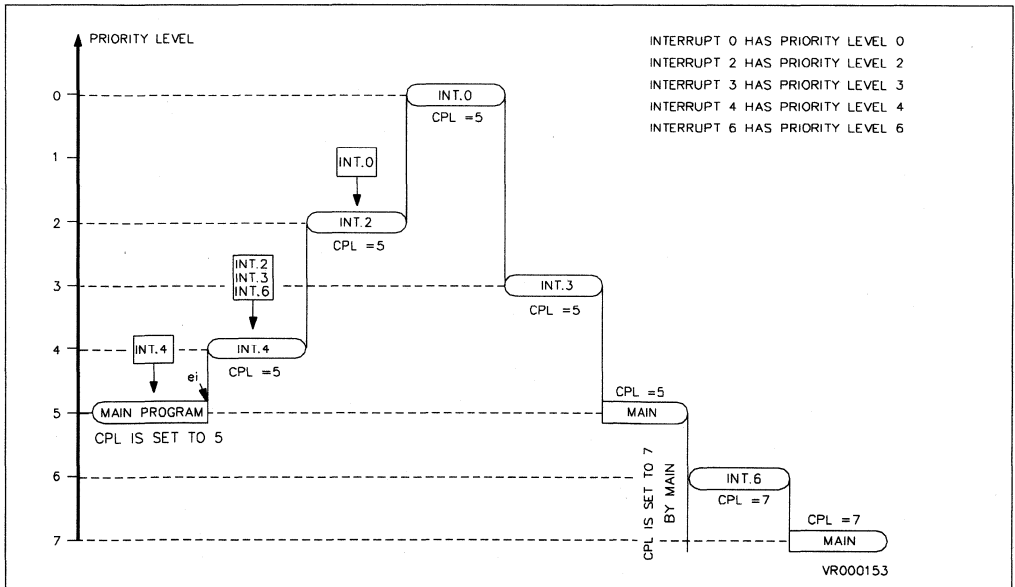 PRIORITY LEVEL
INTERRUPT 0 HAS PRIORITY LEVEL 0
INTERRUPT 2 HAS PRIORITY LEVEL 2
INTERRUPT 3 HAS PRIORITY LEVEL 3
INTERRUPT 4 HAS PRIORITY LEVEL 4
INTERRUPT 6 HAS PRIORITY LEVEL 6
0
INT.0
CPL =5
1
INT.0
2
INT.2
CPL =5
INT.2
INT.3
INT.6
3
INT.3
CPL =5
4
INT.4
INT.4
CPL =5
ei
5
MAIN PROGRAM
CPL IS SET TO 5
CPL =5
MAIN
6
CPL IS SET TO 7
BY MAIN
INT.6
CPL =7
7
CPL =7
MAIN
VR000153